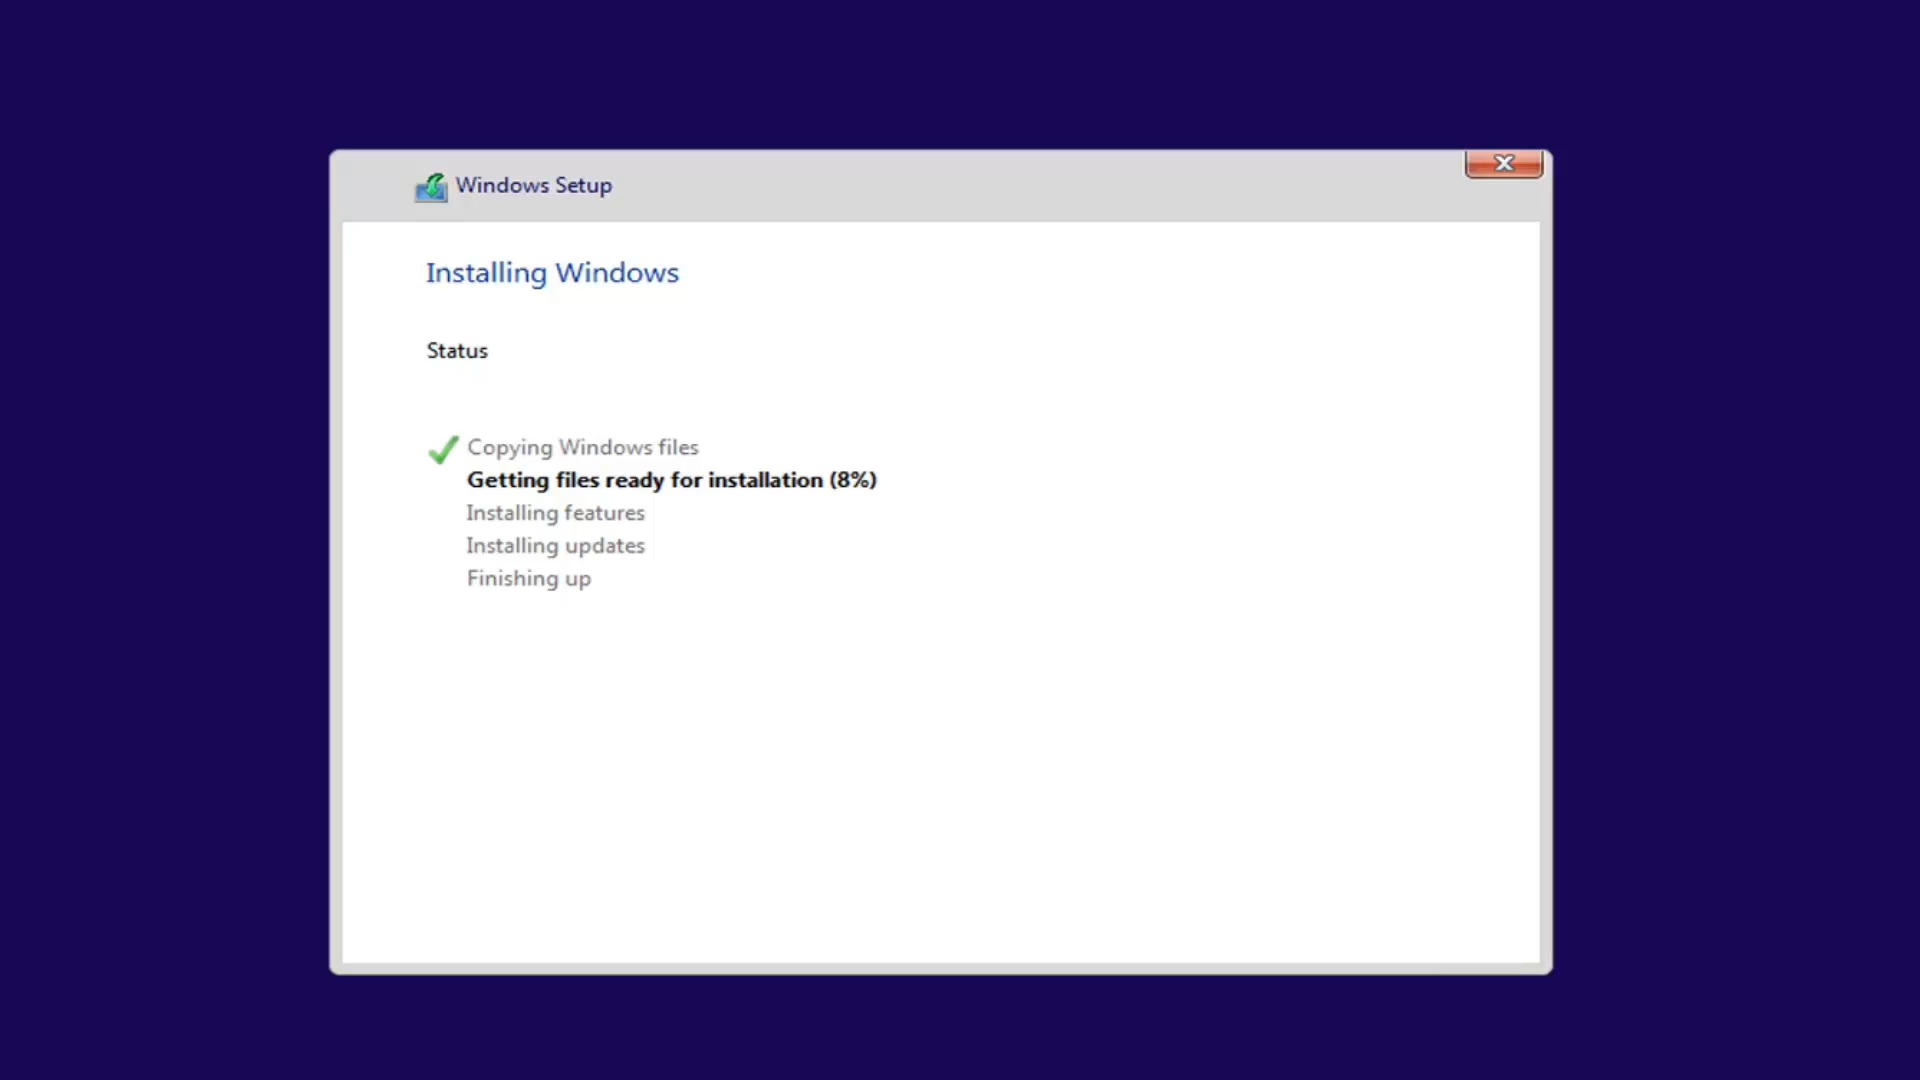 Windows Setup
Installing Windows
Status
Copying Windows files
Getting files ready for installation (8%)
Installing features
Installing updates
Finishing up